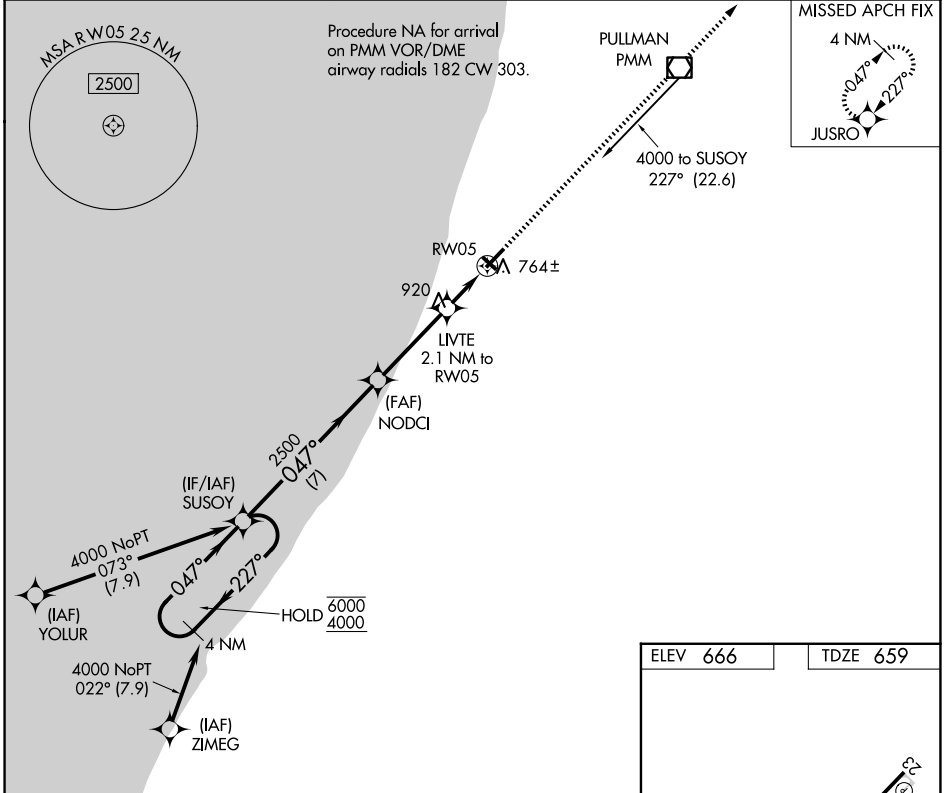 MSA RW05 25 NM
2500
Procedure NA for arrival
on PMM VOR/DME
airway radials 182 CW 303.
PULLMAN
PMM
MISSED APCH FIX
4 NM
047°
227°
JUSRO
4000 to SUSOY
227° (22.6)
RW05
764±
920
LIVTE
2.1 NM to
RW05
(FAF)
NODCI
2500
047°
(7)
(IF/IAF)
SUSOY
4000 NoPT
073°
(7.9)
(IAF)
YOLUR
047°
227°
HOLD 6000
4000
4 NM
4000 NoPT
022° (7.9)
(IAF)
ZIMEG
ELEV 666
TDZE 659
23